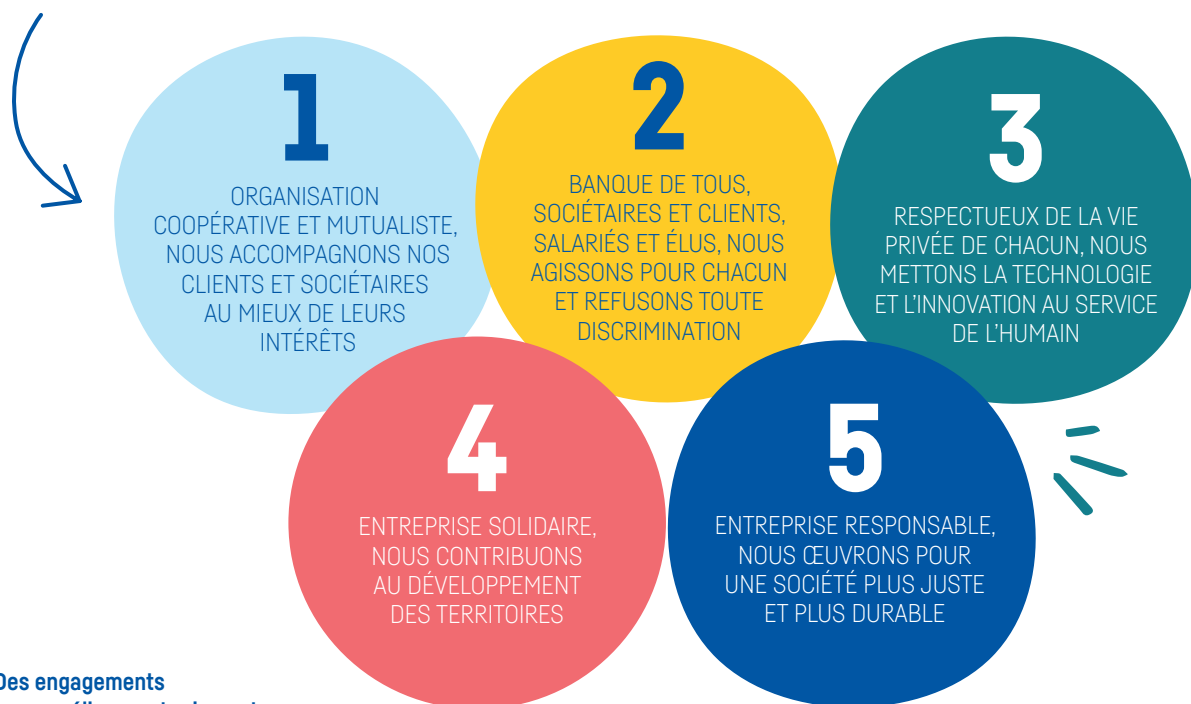 1
ORGANISATION
COOPÉRATIVE ET MUTUALISTE,
NOUS ACCOMPAGNONS NOS
CLIENTS ET SOCIÉTAIRES
AU MIEUX DE LEURS
INTÉRÊTS
2
BANQUE DE TOUS,
SOCIÉTAIRES ET CLIENTS,
SALARIÉS ET ÉLUS, NOUS
AGISSONS POUR CHACUN
ET REFUSONS TOUTE
DISCRIMINATION
3
RESPECTUEUX DE LA VIE
PRIVÉE DE CHACUN, NOUS
METTONS LA TECHNOLOGIE
ET L’INNOVATION AU SERVICE
DE L’HUMAIN
4
ENTREPRISE SOLIDAIRE,
NOUS CONTRIBUONS
AU DÉVELOPPEMENT
DES TERRITOIRES
5
ENTREPRISE RESPONSABLE,
NOUS ŒUVRONS POUR
UNE SOCIÉTÉ PLUS JUSTE
ET PLUS DURABLE
Des engagements